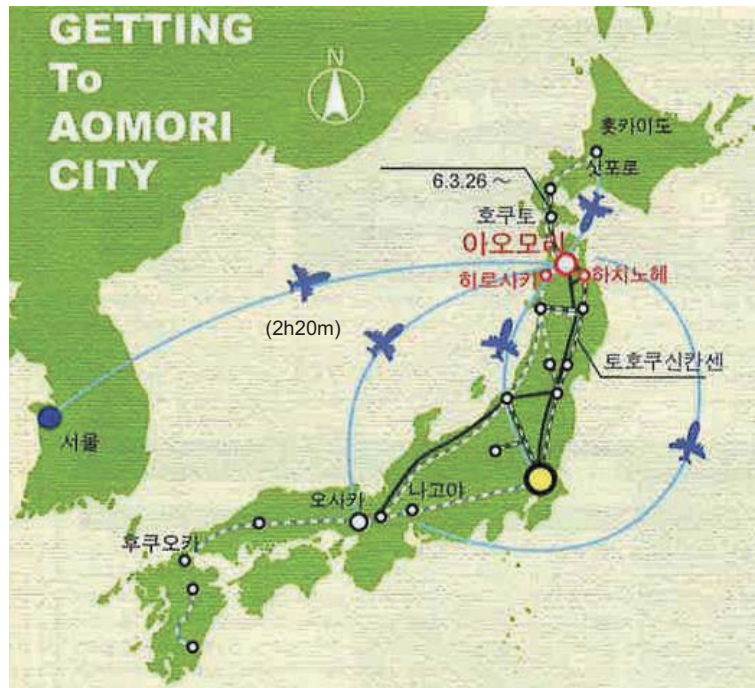 GETTING
To
AOMORI
CITY
N
홋카이도
삿포로
6.3.26 ~
호쿠토
아오모리
히로사키
하치노헤
(2h20m)
토호쿠신칸센
서울
오사카
나고야
후쿠오카